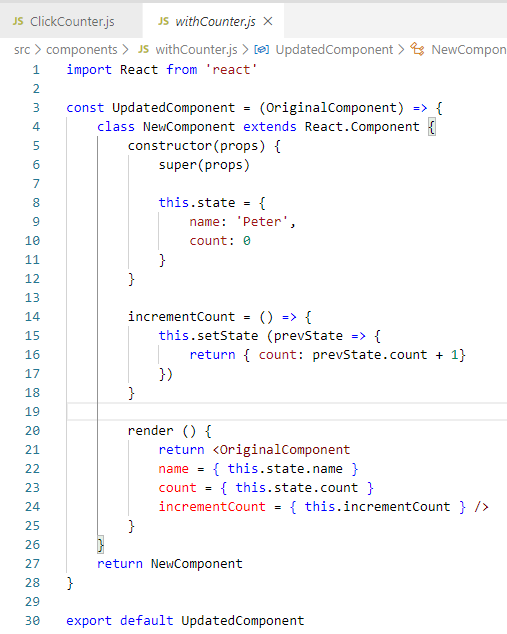 JS ClickCounter.js JS withCounter.js ×
src > components > JS withCounter.js > UpdatedComponent > NewCompon
1 import React from 'react'
2
3 const UpdatedComponent = (OriginalComponent) => {
4 class NewComponent extends React.Component {
5 constructor(props) {
6 super(props)
7
8 this.state = {
9 name: 'Peter',
10 count: 0
11 }
12 }
13
14 incrementCount = () => {
15 this.setState (prevState => {
16 return { count: prevState.count + 1}
17 })
18 }
19
20 render () {
21 return <OriginalComponent
22 name = { this.state.name }
23 count = { this.state.count }
24 incrementCount = { this.incrementCount } />
25 }
26 }
27 return NewComponent
28 }
29
30 export default UpdatedComponent